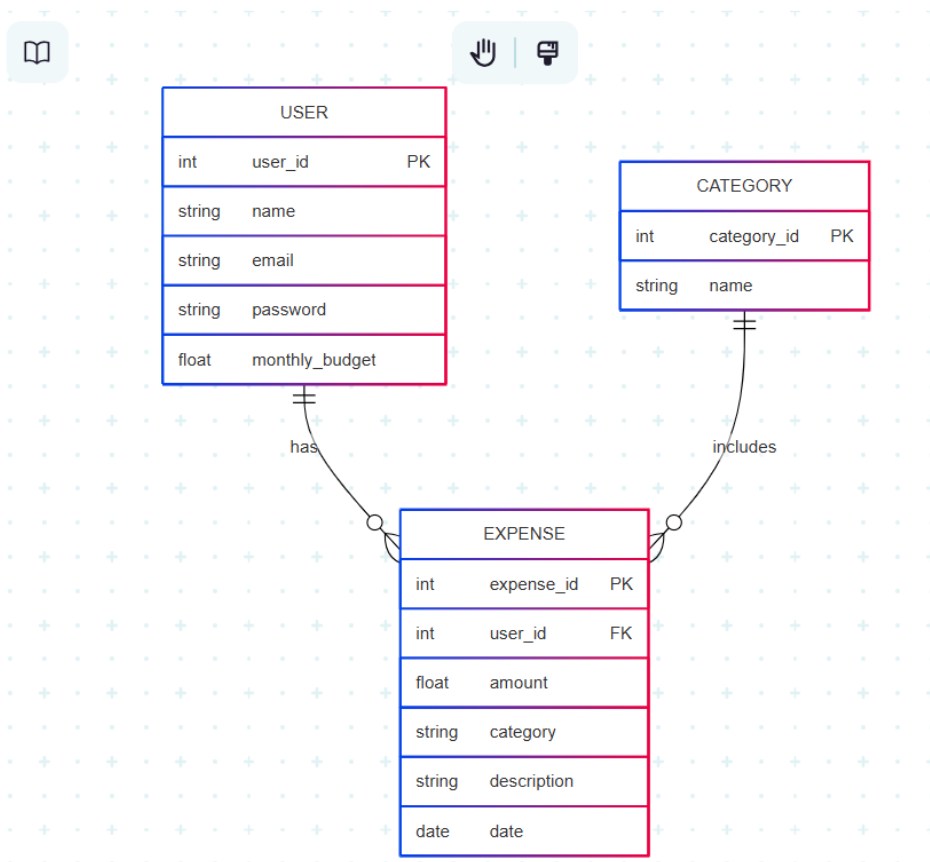 USER
int user_id PK
string name
string email
string password
float monthly_budget
CATEGORY
int category_id PK
string name
has
includes
EXPENSE
int expense_id PK
int user_id FK
float amount
string category
string description
date date